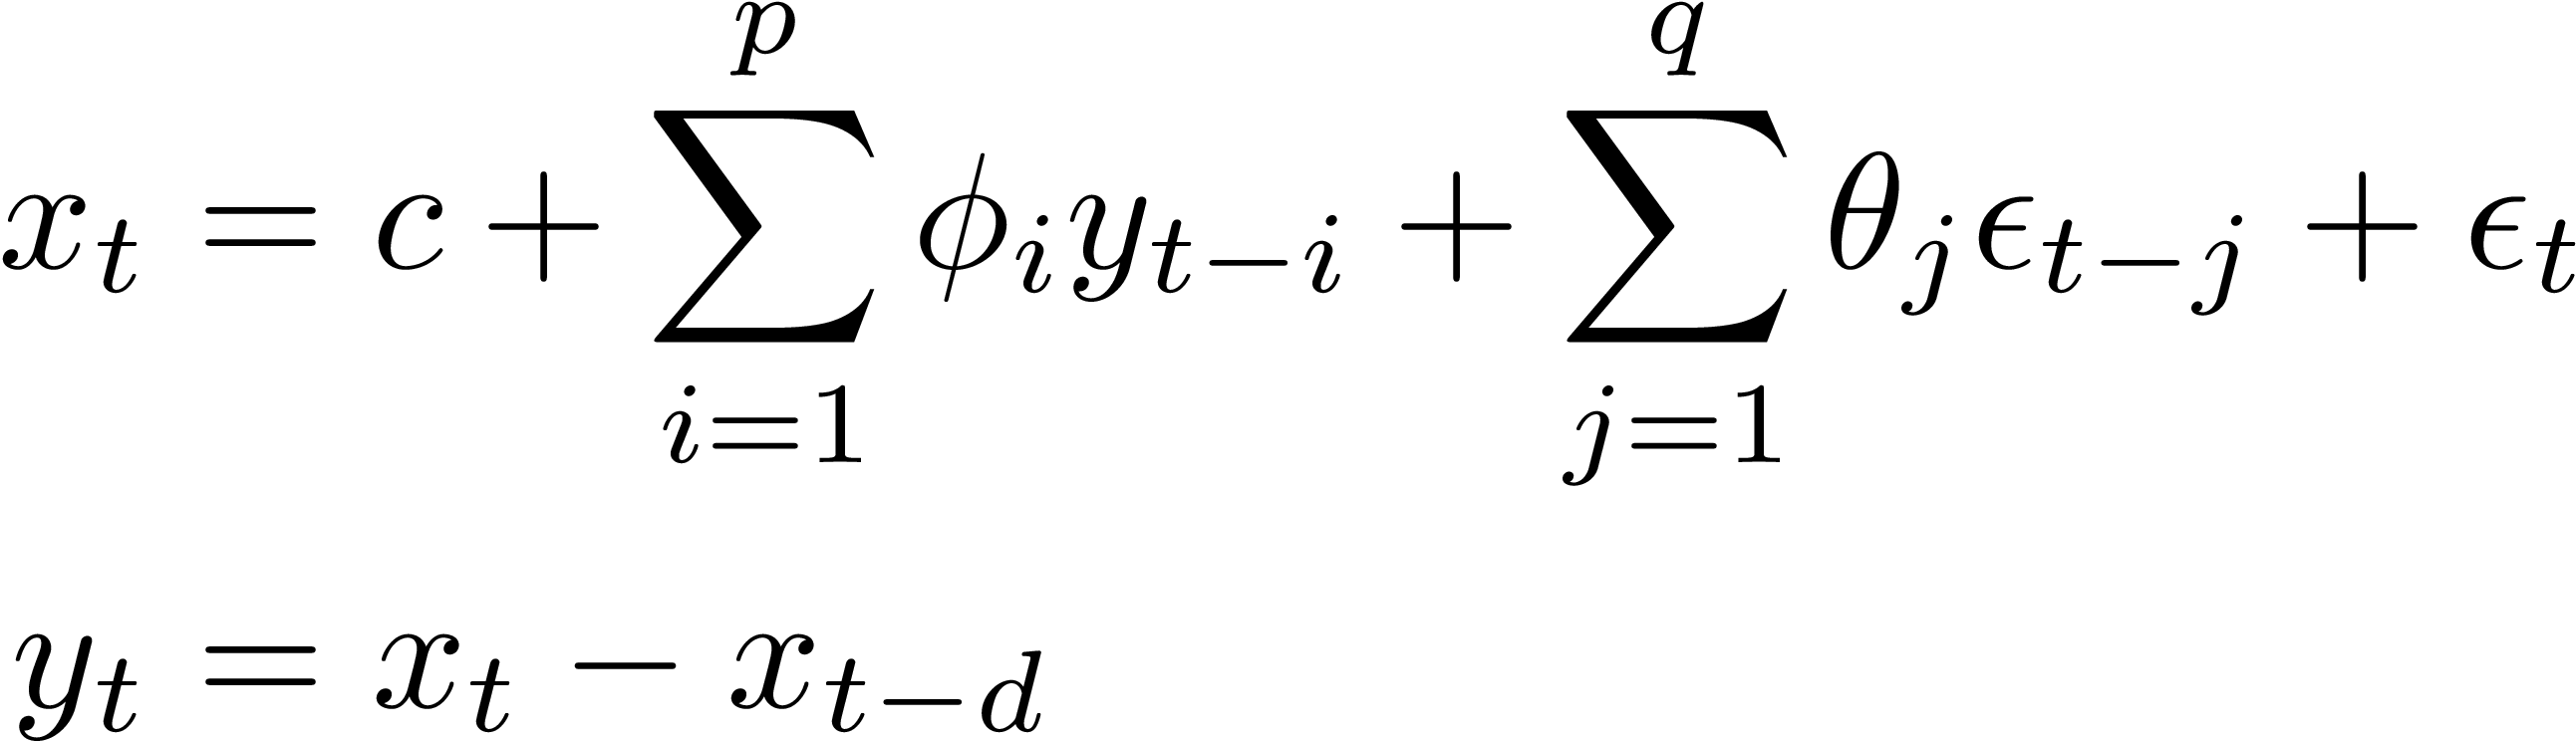 x_t = c + \sum_{i=1}^{p} \phi_i y_{t-i} + \sum_{j=1}^{q} \theta_j \epsilon_{t-j} + \epsilon_t
y_t = x_t - x_{t-d}